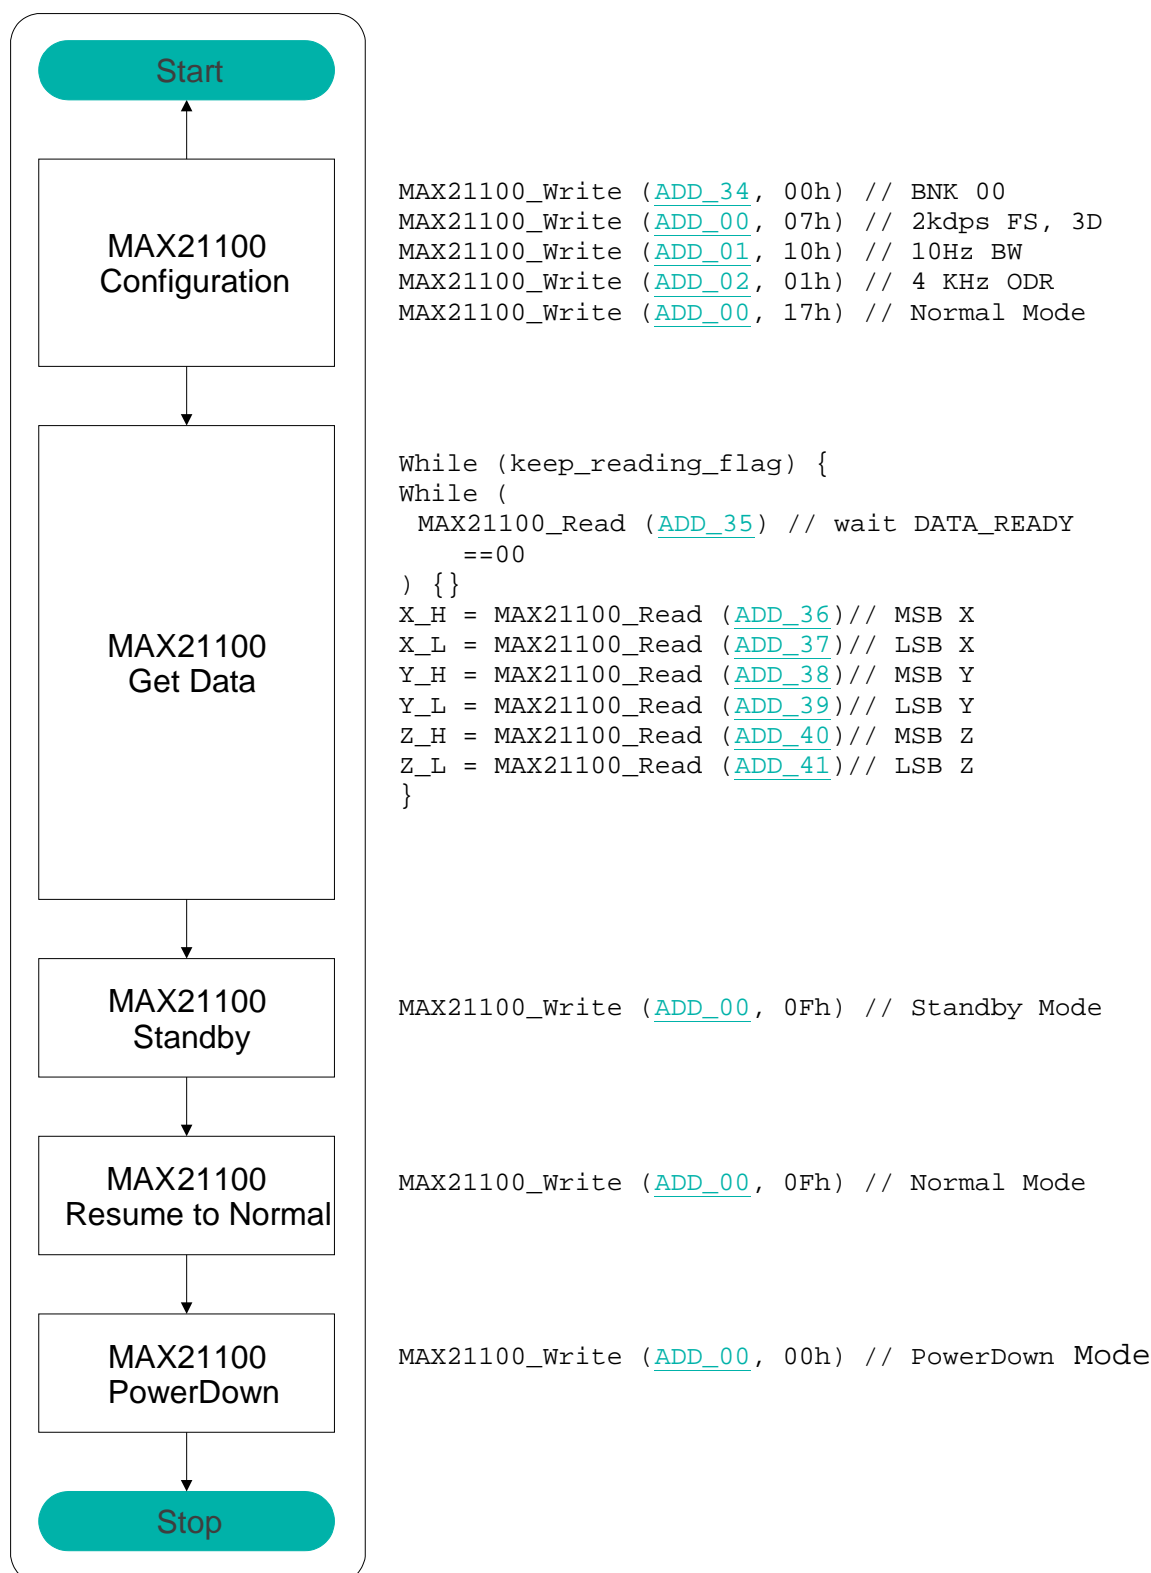 Start
MAX21100
Configuration
MAX21100_Write (ADD_34, 00h) // BNK 00
MAX21100_Write (ADD_00, 07h) // 2kdps FS, 3D
MAX21100_Write (ADD_01, 10h) // 10Hz BW
MAX21100_Write (ADD_02, 01h) // 4 KHz ODR
MAX21100_Write (ADD_00, 17h) // Normal Mode
MAX21100
Get Data
While (keep_reading_flag) {
While (
MAX21100_Read (ADD_35) // wait DATA_READY
==00
) {}
X_H = MAX21100_Read (ADD_36)// MSB X
X_L = MAX21100_Read (ADD_37)// LSB X
Y_H = MAX21100_Read (ADD_38)// MSB Y
Y_L = MAX21100_Read (ADD_39)// LSB Y
Z_H = MAX21100_Read (ADD_40)// MSB Z
Z_L = MAX21100_Read (ADD_41)// LSB Z
}
MAX21100
Standby
MAX21100_Write (ADD_00, 0Fh) // Standby Mode
MAX21100
Resume to Normal
MAX21100_Write (ADD_00, 0Fh) // Normal Mode
MAX21100
PowerDown
MAX21100_Write (ADD_00, 00h) // PowerDown Mode
Stop